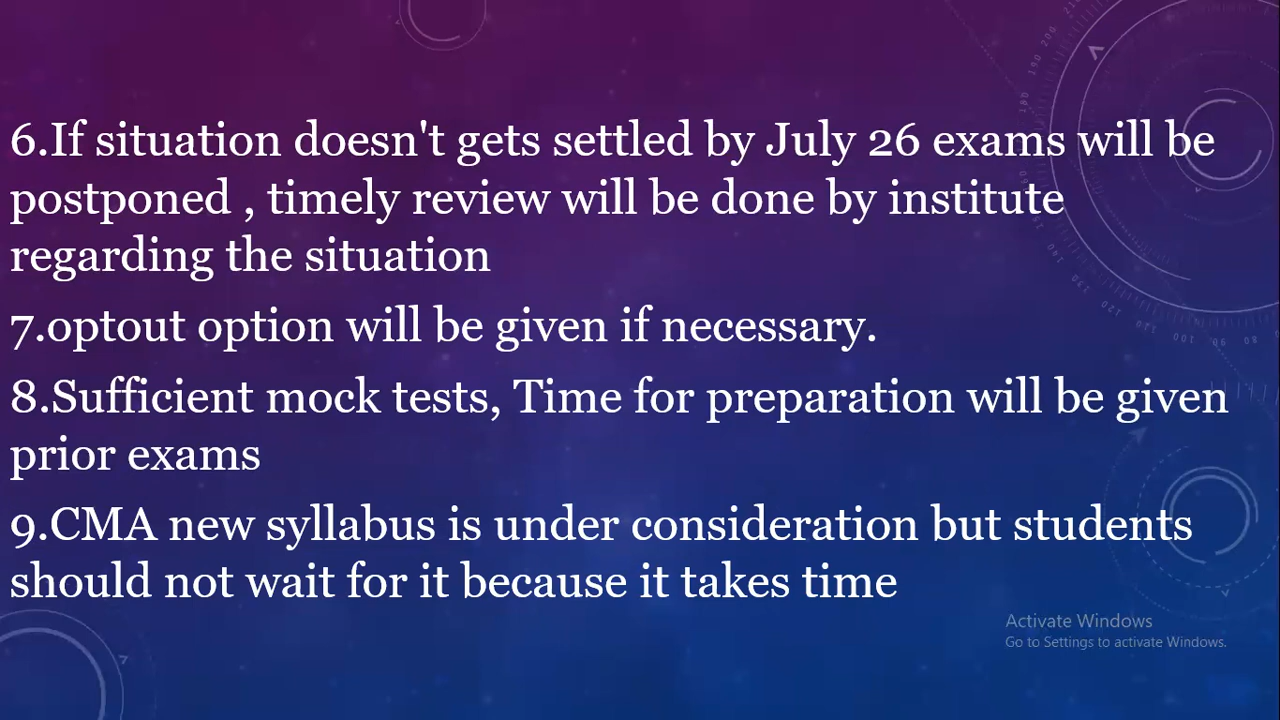 6.If situation doesn't gets settled by July 26 exams will be
postponed , timely review will be done by institute
regarding the situation
7.optout option will be given if necessary.
8.Sufficient mock tests, Time for preparation will be given
prior exams
9.CMA new syllabus is under consideration but students
should not wait for it because it takes time
Activate Windows
Go to Settings to activate Windows.